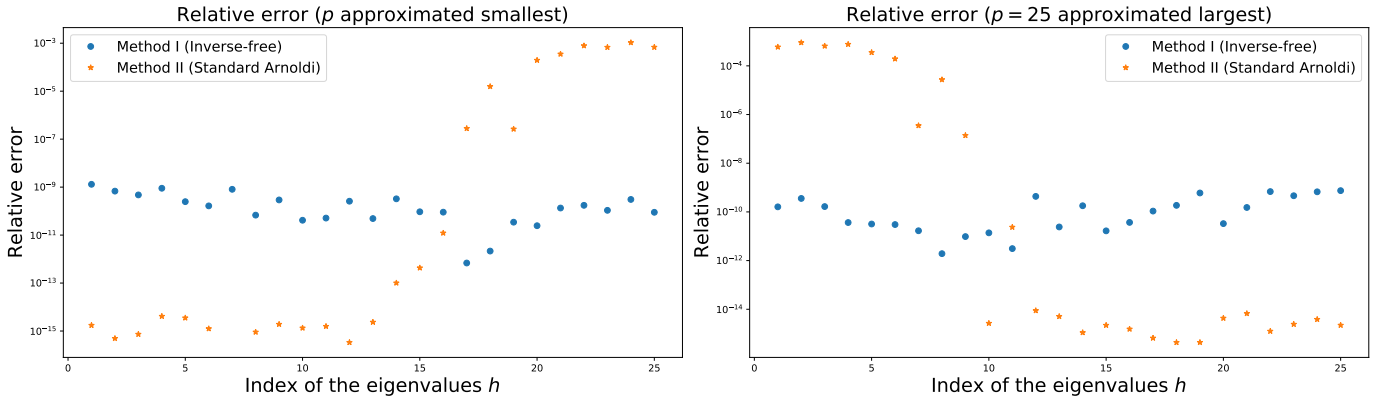 Relative error (p approximated smallest)
Relative error
10⁻³
10⁻⁵
10⁻⁷
10⁻⁹
10⁻¹¹
10⁻¹³
10⁻¹⁵
Method I (Inverse-free)
Method II (Standard Arnoldi)
0 5 10 15 20 25
Index of the eigenvalues h
Relative error (p = 25 approximated largest)
Relative error
10⁻⁴
10⁻⁶
10⁻⁸
10⁻¹⁰
10⁻¹²
10⁻¹⁴
Method I (Inverse-free)
Method II (Standard Arnoldi)
0 5 10 15 20 25
Index of the eigenvalues h